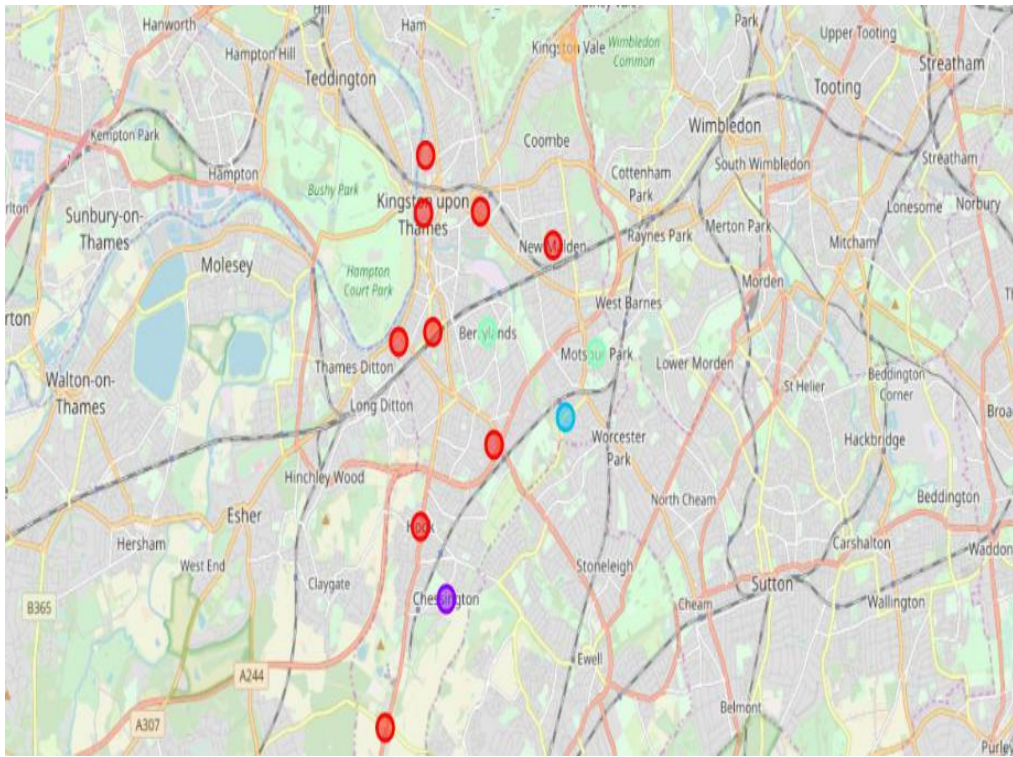 Hanworth
Hill
Ham
Park
Upper Tooting
Hampton Hill
Kingston Vale
Wimbledon
Common
Streatham
Teddington
Tooting
Kempton Park
Coombe
Wimbledon
Hampton
Cottenham
Park
South Wimbledon
Streatham
Bushy Park
Kingston upon
Thames
Sunbury-on-
Thames
Lonesome
Norbury
New Malden
Raynes Park
Merton Park
Mitcham
Molesey
Hampton
Court Park
Morden
West Barnes
Berrylands
Motspur Park
Thames Ditton
Lower Morden
Walton-on-
Thames
St Helier
Beddington
Corner
Long Ditton
Worcester
Park
Hackbridge
Hinchley Wood
North Cheam
Beddington
Esher
Hook
Hersham
Carshalton
West End
Stoneleigh
Claygate
Sutton
Chessington
Cheam
Wallington
B365
Ewell
A244
Belmont
A307
Purley